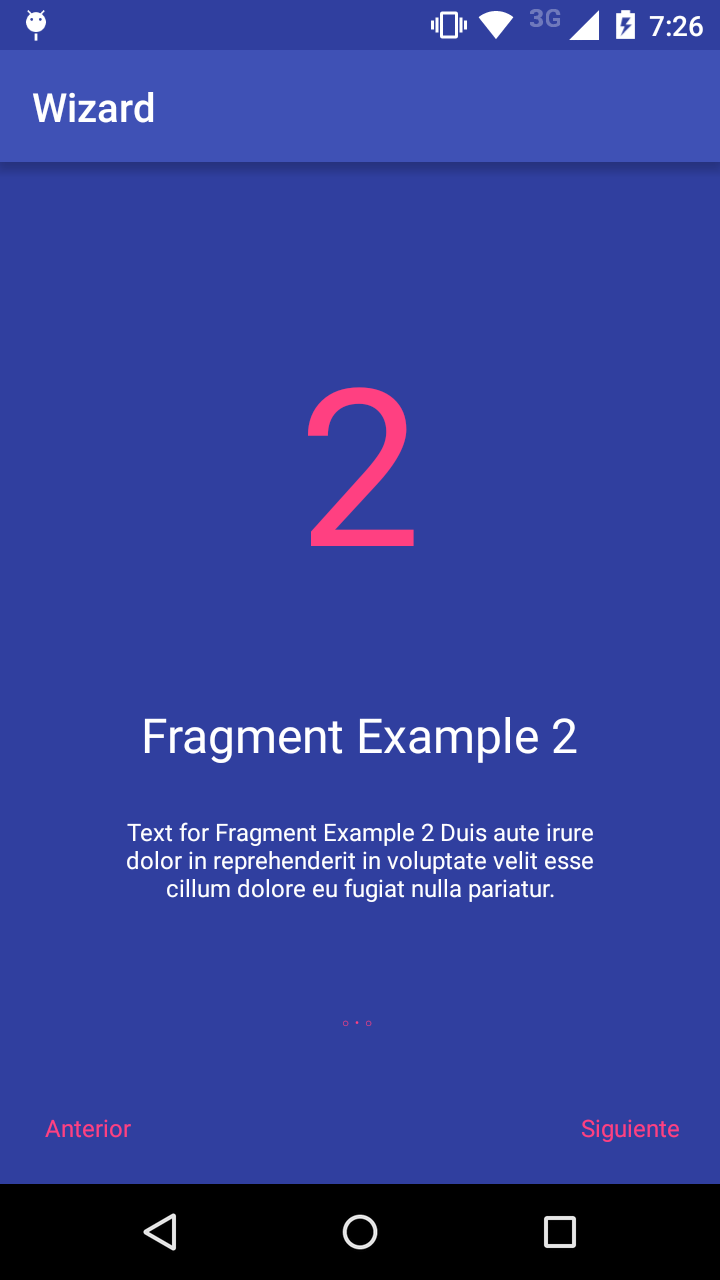 3G 7:26
Wizard
2
Fragment Example 2
Text for Fragment Example 2 Duis aute irure
dolor in reprehenderit in voluptate velit esse
cillum dolore eu fugiat nulla pariatur.
Anterior Siguiente